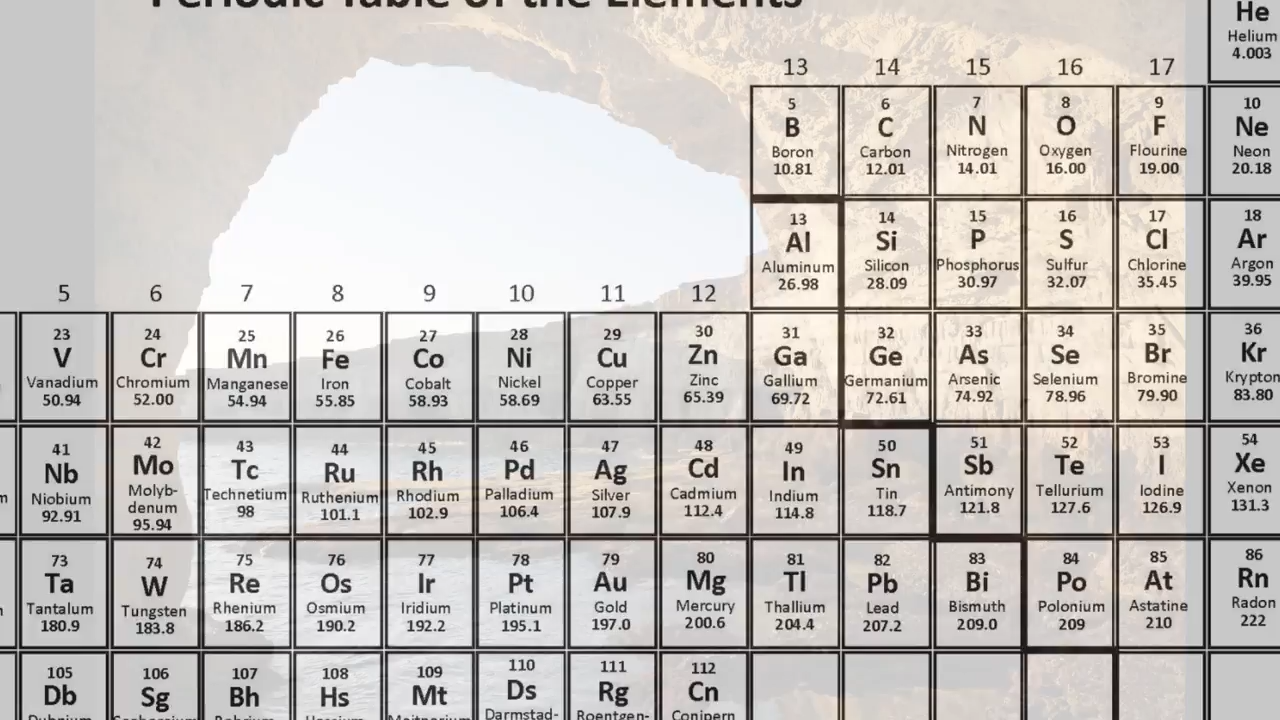 Periodic Table of the Elements
He
Helium
4.003
13 14 15 16 17
5 6 7 8 9 10
B C N O F Ne
Boron Carbon Nitrogen Oxygen Flourine Neon
10.81 12.01 14.01 16.00 19.00 20.18
13 14 15 16 17 18
Al Si P S Cl Ar
Aluminum Silicon Phosphorus Sulfur Chlorine Argon
26.98 28.09 30.97 32.07 35.45 39.95
5 6 7 8 9 10 11 12
23 24 25 26 27 28 29 30 31 32 33 34 35 36
V Cr Mn Fe Co Ni Cu Zn Ga Ge As Se Br Kr
Vanadium Chromium Manganese Iron Cobalt Nickel Copper Zinc Gallium Germanium Arsenic Selenium Bromine Krypton
50.94 52.00 54.94 55.85 58.93 58.69 63.55 65.39 69.72 72.61 74.92 78.96 79.90 83.80
41 42 43 44 45 46 47 48 49 50 51 52 53 54
Nb Mo Tc Ru Rh Pd Ag Cd In Sn Sb Te I Xe
Niobium Molyb-denum Technetium Ruthenium Rhodium Palladium Silver Cadmium Indium Tin Antimony Tellurium Iodine Xenon
92.91 95.94 98 101.1 102.9 106.4 107.9 112.4 114.8 118.7 121.8 127.6 126.9 131.3
73 74 75 76 77 78 79 80 81 82 83 84 85 86
Ta W Re Os Ir Pt Au Mg Tl Pb Bi Po At Rn
Tantalum Tungsten Rhenium Osmium Iridium Platinum Gold Mercury Thallium Lead Bismuth Polonium Astatine Radon
180.9 183.8 186.2 190.2 192.2 195.1 197.0 200.6 204.4 207.2 209.0 209 210 222
105 106 107 108 109 110 111 112
Db Sg Bh Hs Mt Ds Rg Cn
Darmstad- Roentgen- Conipern